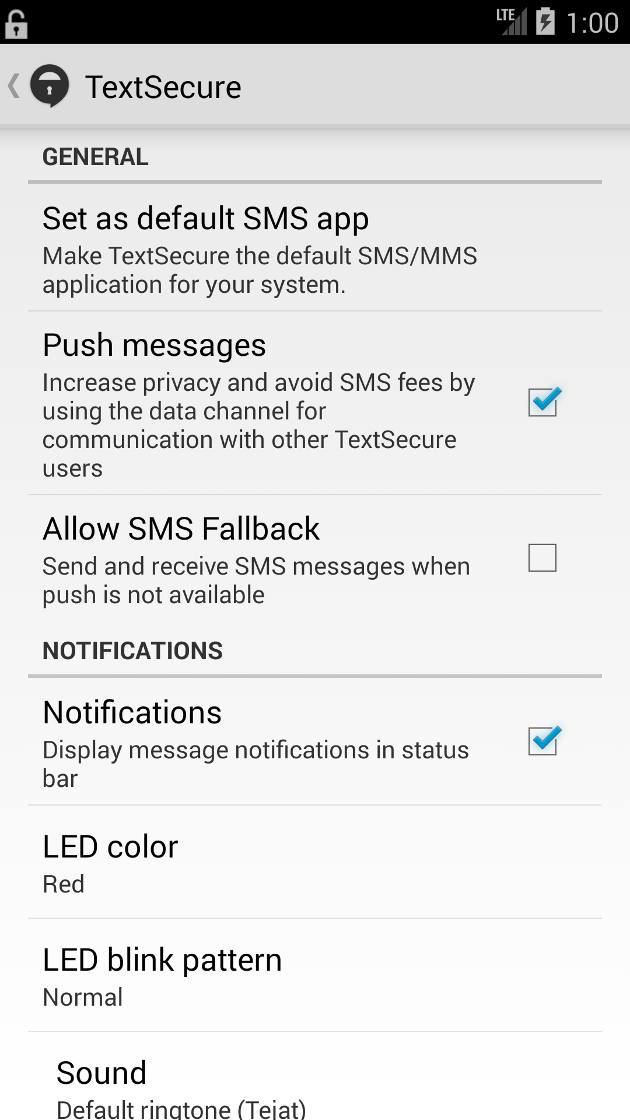 LTE 1:00
TextSecure
GENERAL
Set as default SMS app
Make TextSecure the default SMS/MMS
application for your system.
Push messages
Increase privacy and avoid SMS fees by
using the data channel for
communication with other TextSecure
users
Allow SMS Fallback
Send and receive SMS messages when
push is not available
NOTIFICATIONS
Notifications
Display message notifications in status
bar
LED color
Red
LED blink pattern
Normal
Sound
Default ringtone (Tejat)